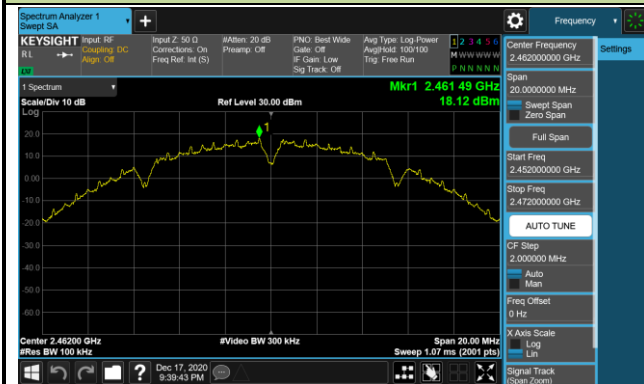 Spectrum Analyzer 1
Swept SA
Frequency
KEYSIGHT
RL
Input: RF
Coupling: DC
Align: Off
Input Z: 50 Ω
Corrections: On
Freq Ref: Int (S)
#Atten: 20 dB
Preamp: Off
PNO: Best Wide
Gate: Off
IF Gain: Low
Sig Track: Off
Avg Type: Log-Power
Avg|Hold: 100/100
Trig: Free Run
1 2 3 4 5 6
M W W W W W
P N N N N N
1 Spectrum
Scale/Div 10 dB
Log
Ref Level 30.00 dBm
Mkr1 2.461 49 GHz
18.12 dBm
1
20.0
10.0
0.00
-10.0
-20.0
-30.0
-40.0
-50.0
-60.0
Center 2.46200 GHz
#Res BW 100 kHz
#Video BW 300 kHz
Span 20.00 MHz
Sweep 1.07 ms (2001 pts)
Center Frequency
2.462000000 GHz
Settings
Span
20.0000000 MHz
Swept Span
Zero Span
Full Span
Start Freq
2.452000000 GHz
Stop Freq
2.472000000 GHz
AUTO TUNE
CF Step
2.000000 MHz
Auto
Man
Freq Offset
0 Hz
X Axis Scale
Log
Lin
Signal Track
(Span Zoom)
?
Dec 17, 2020
9:39:43 PM